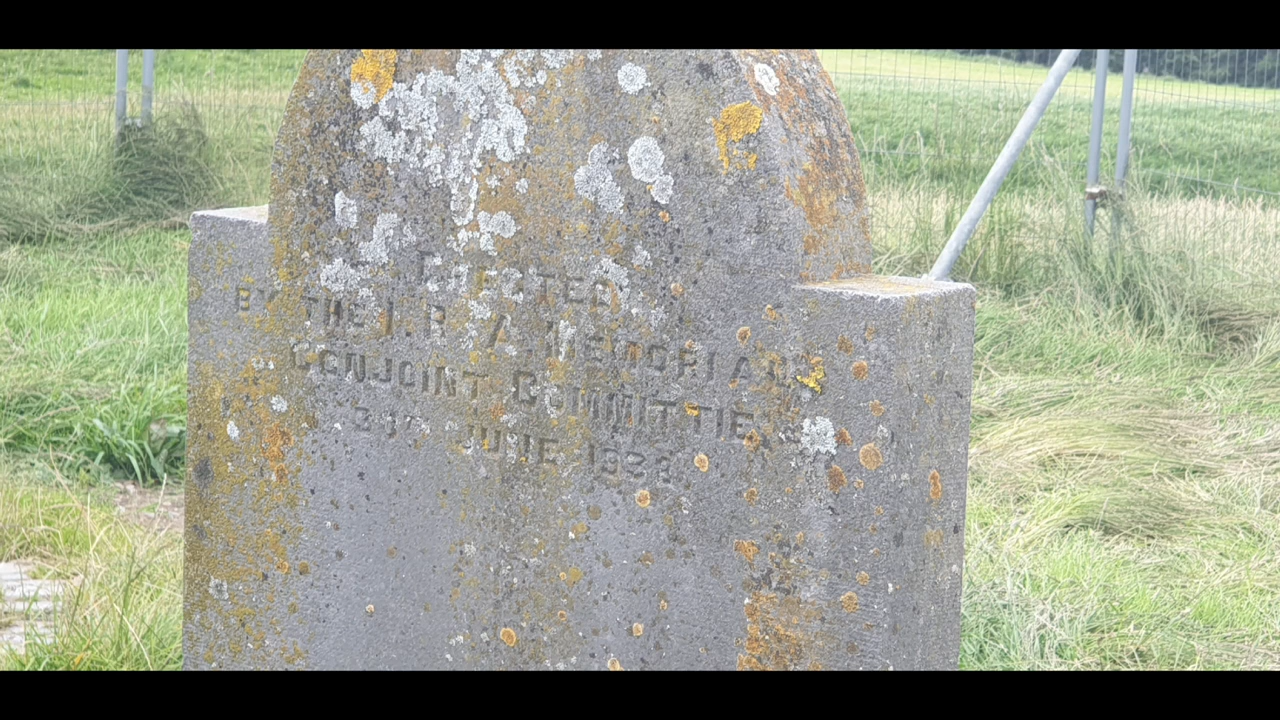 ERECTED
BY THE I. R. A. MEMORIAL
CONJOINT COMMITTEE
JUNE